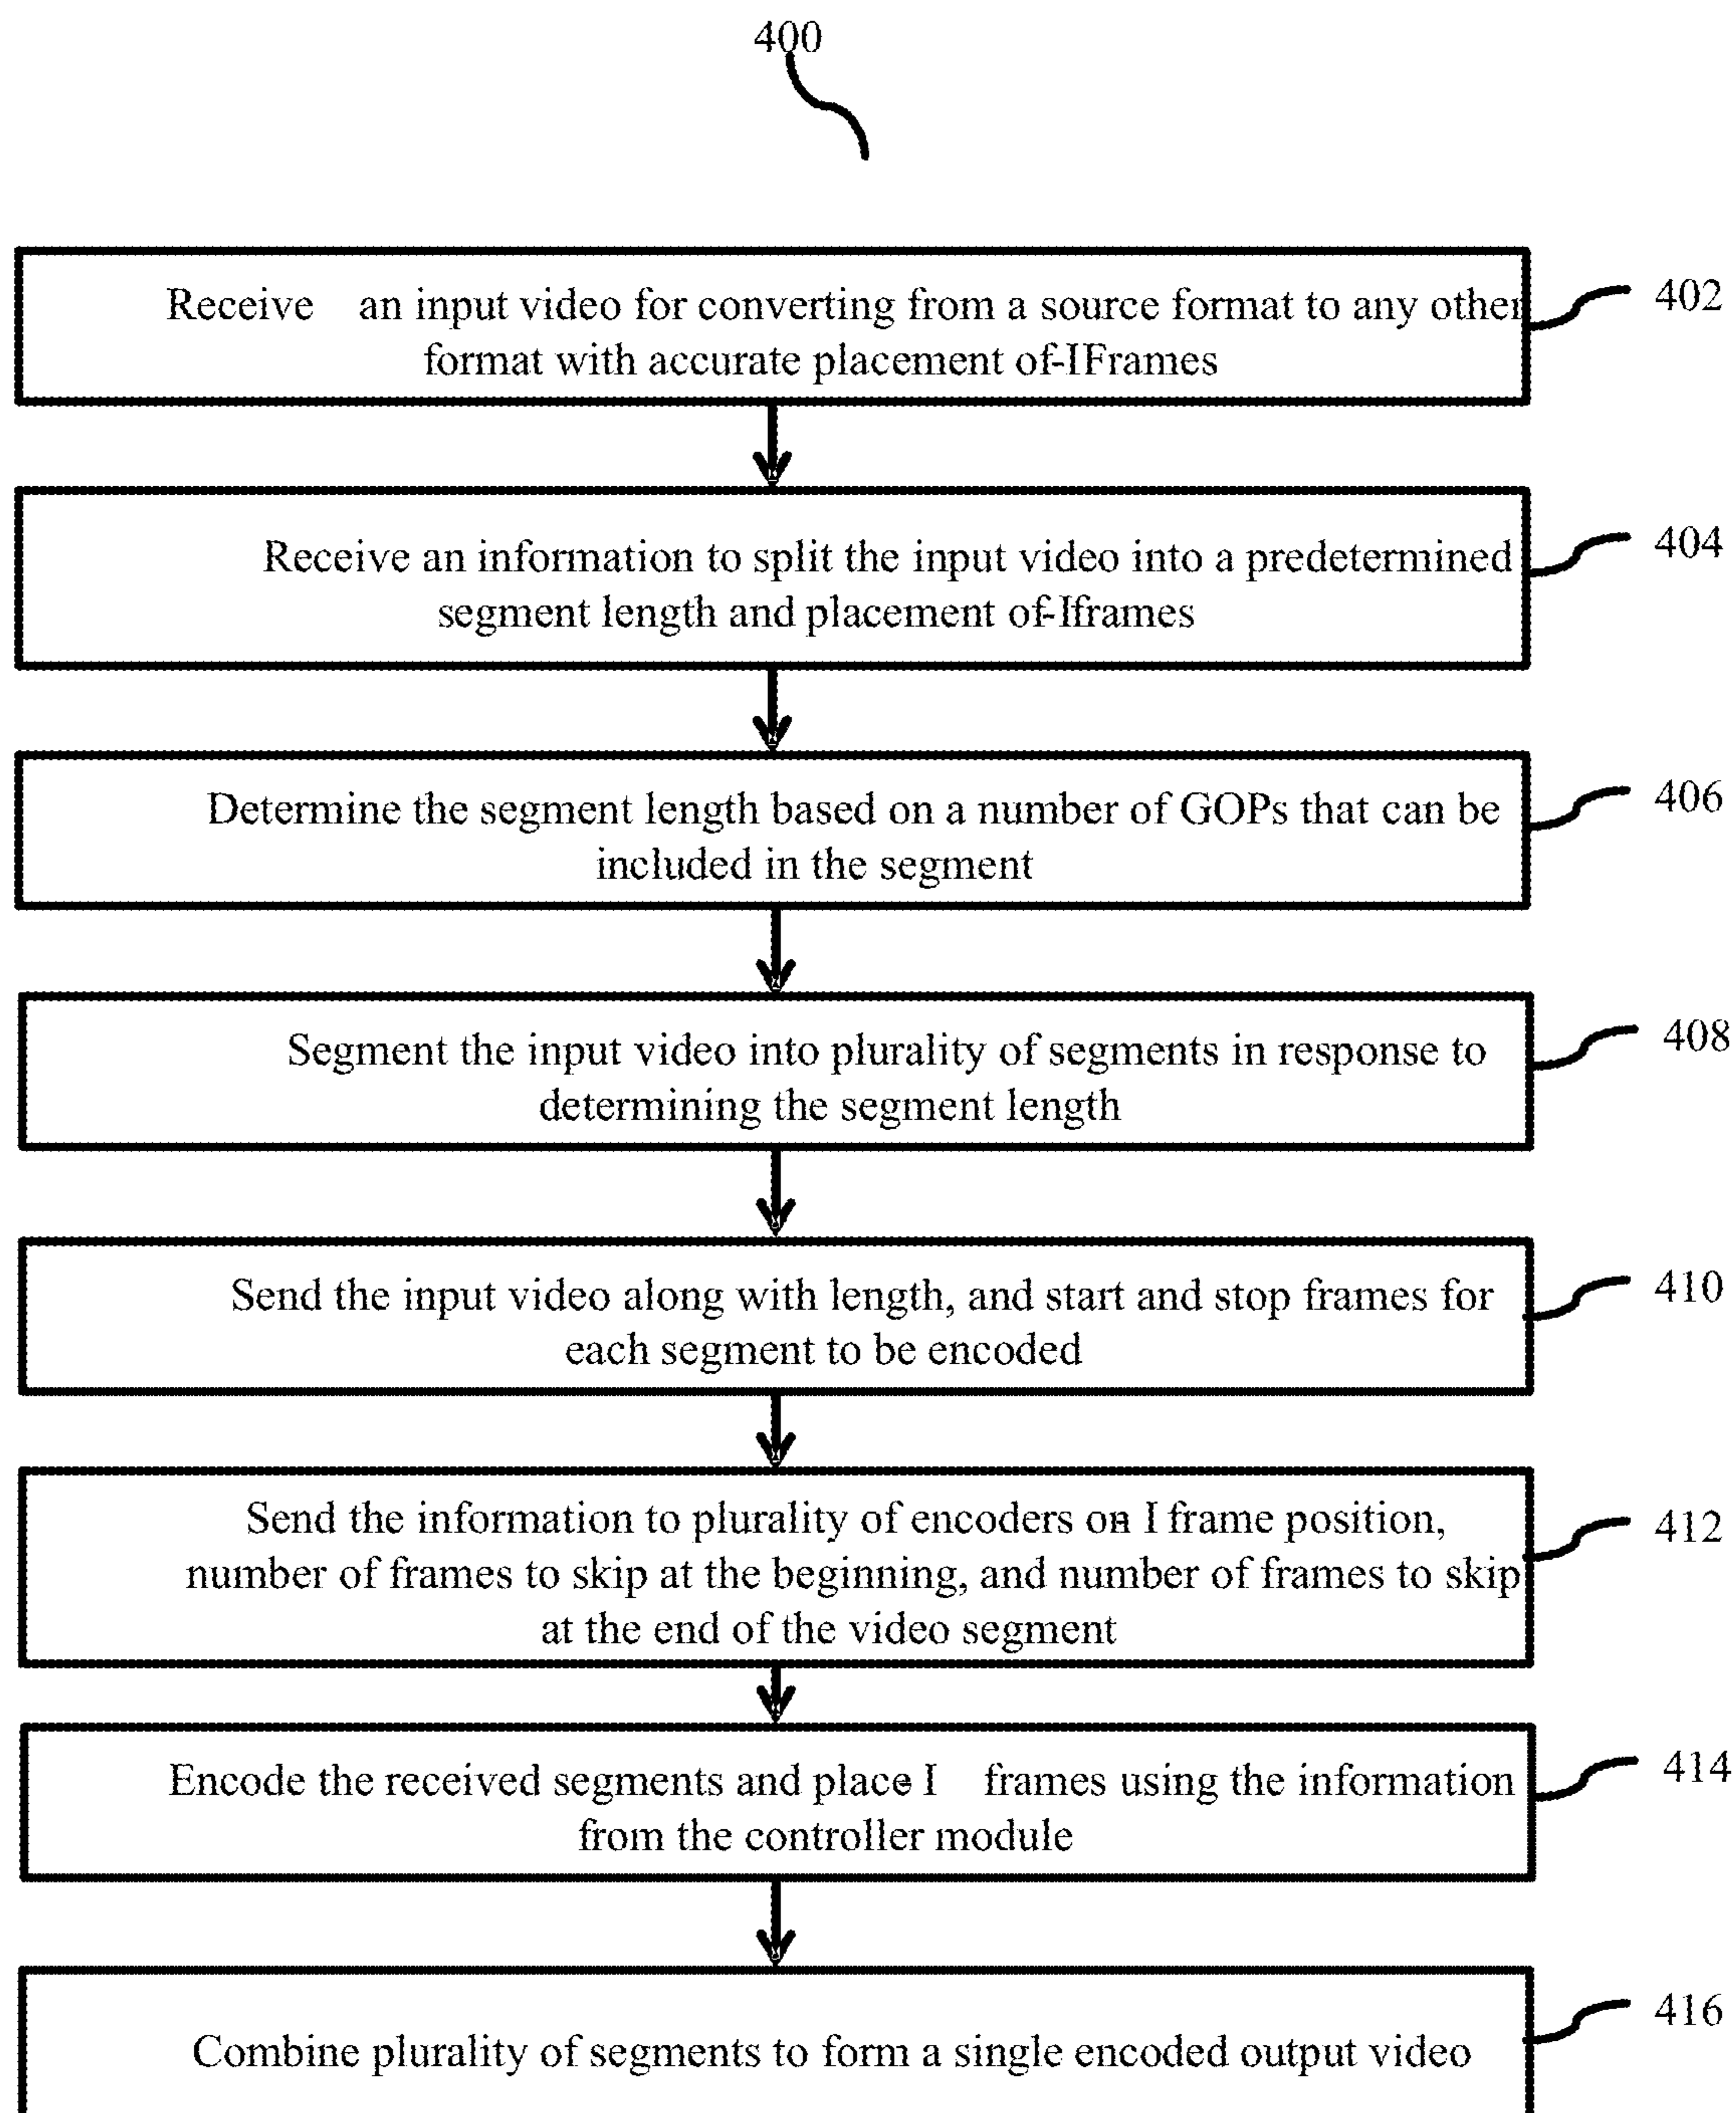 400
Receive an input video for converting from a source format to any other
format with accurate placement of-IFrames
402
Receive an information to split the input video into a predetermined
segment length and placement of-Iframes
404
Determine the segment length based on a number of GOPs that can be
included in the segment
406
Segment the input video into plurality of segments in response to
determining the segment length
408
Send the input video along with length, and start and stop frames for
each segment to be encoded
410
Send the information to plurality of encoders on I frame position,
number of frames to skip at the beginning, and number of frames to skip
at the end of the video segment
412
Encode the received segments and place I frames using the information
from the controller module
414
Combine plurality of segments to form a single encoded output video
416